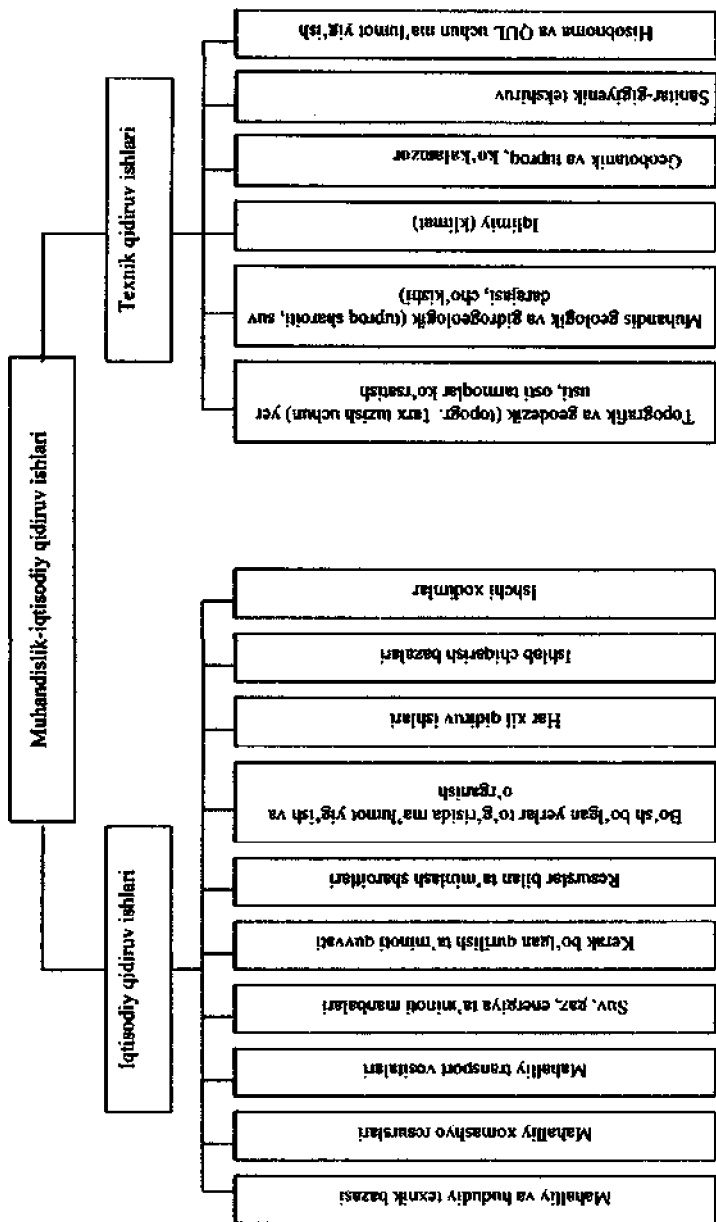 Muhandislik-iqtisodiy qidiruv ishlari
Iqtisodiy qidiruv ishlari
Mahalliy va hududiy texnik bazasi
Mahalliy xomashyo resurslari
Mahalliy transport vositalari
Suv, gaz, energiya ta'minoti manbalari
Kerak bo'lgan qurilish ta'minoti quvvati
Resurslar bilan ta'minlash sharoitlari
Bo'sh bo'lgan yerlar to'g'risida ma'lumot yig'ish va
o'rganish
Har xil qidiruv ishlari
Ishlab chiqarish bazalari
Ishchi xodimlar
Texnik qidiruv ishlari
Topografik va geodezik (topogr. Tarx tuzish uchun) yer
usti, osti tarmoqlar ko'rsatish
Muhandis geologik va gidrogeologik (tuproq sharoiti, suv
darajasi, cho'kishi)
Iqlimiy (klimat)
Geobotanik va tuproq, ko'kalamzor
Sanitar-gigiyenik tekshiruv
Hisobnoma va QUL uchun ma'lumot yig'ish